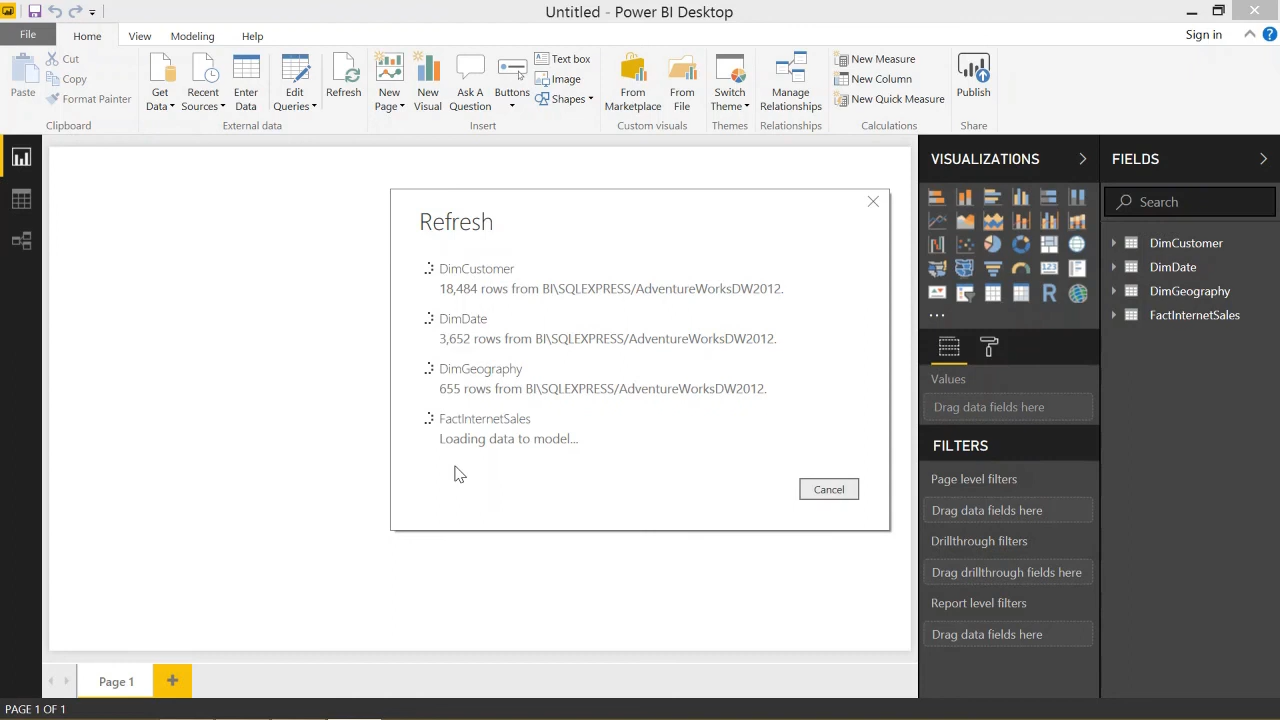 Untitled - Power BI Desktop
File
Home
View
Modeling
Help
Sign in
Paste
Cut
Copy
Format Painter
Clipboard
Get Data
Recent Sources
Enter Data
Edit Queries
Refresh
External data
New Page
New Visual
Ask A Question
Buttons
Text box
Image
Shapes
Insert
From Marketplace
From File
Custom visuals
Switch Theme
Themes
Manage Relationships
Relationships
New Measure
New Column
New Quick Measure
Calculations
Publish
Share
Refresh
DimCustomer
18,484 rows from BI\SQLEXPRESS/AdventureWorksDW2012.
DimDate
3,652 rows from BI\SQLEXPRESS/AdventureWorksDW2012.
DimGeography
655 rows from BI\SQLEXPRESS/AdventureWorksDW2012.
FactInternetSales
Loading data to model...
Cancel
VISUALIZATIONS
123
R
Values
Drag data fields here
FILTERS
Page level filters
Drag data fields here
Drillthrough filters
Drag drillthrough fields here
Report level filters
Drag data fields here
FIELDS
Search
DimCustomer
DimDate
DimGeography
FactInternetSales
Page 1
PAGE 1 OF 1